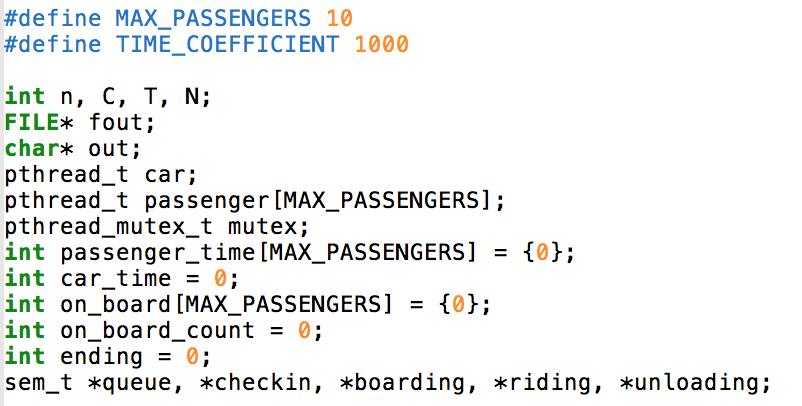 #define MAX_PASSENGERS 10
#define TIME_COEFFICIENT 1000
int n, C, T, N;
FILE* fout;
char* out;
pthread_t car;
pthread_t passenger[MAX_PASSENGERS];
pthread_mutex_t mutex;
int passenger_time[MAX_PASSENGERS] = {0};
int car_time = 0;
int on_board[MAX_PASSENGERS] = {0};
int on_board_count = 0;
int ending = 0;
sem_t *queue, *checkin, *boarding, *riding, *unloading;